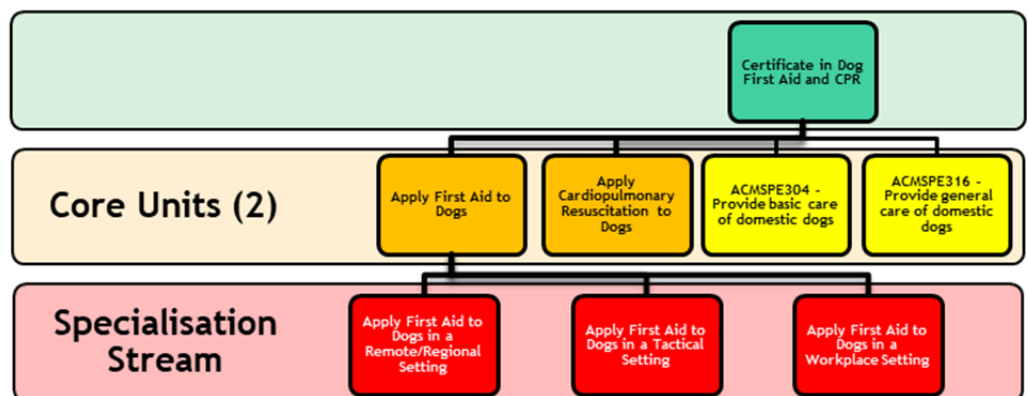 Certificate in Dog
First Aid and CPR
Core Units (2)
Apply First Aid to
Dogs
Apply
Cardiopulmonary
Resuscitation to
Dogs
ACMSPE304 -
Provide basic care
of domestic dogs
ACMSPE316 -
Provide general
care of domestic
dogs
Specialisation
Stream
Apply First Aid to
Dogs in a
Remote/Regional
Setting
Apply First Aid to
Dogs in a Tactical
Setting
Apply First Aid to
Dogs in a
Workplace Setting